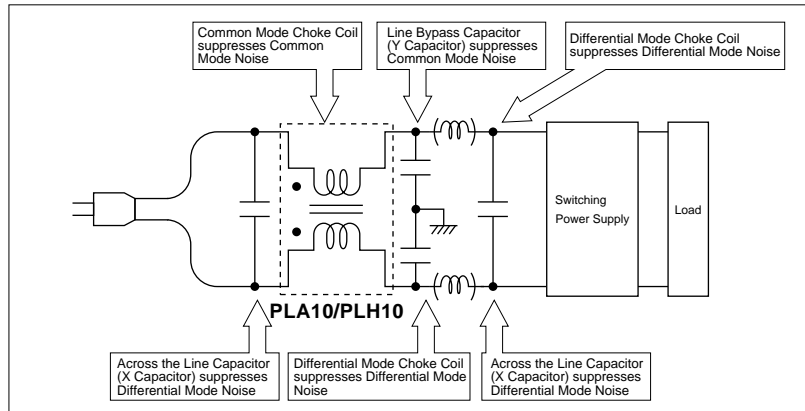 Common Mode Choke Coil
suppresses Common
Mode Noise
Line Bypass Capacitor
(Y Capacitor) suppresses
Common Mode Noise
Differential Mode Choke Coil
suppresses Differential Mode Noise
Switching
Power Supply
Load
PLA10/PLH10
Across the Line Capacitor
(X Capacitor) suppresses
Differential Mode Noise
Differential Mode Choke Coil
suppresses Differential Mode
Noise
Across the Line Capacitor
(X Capacitor) suppresses
Differential Mode Noise